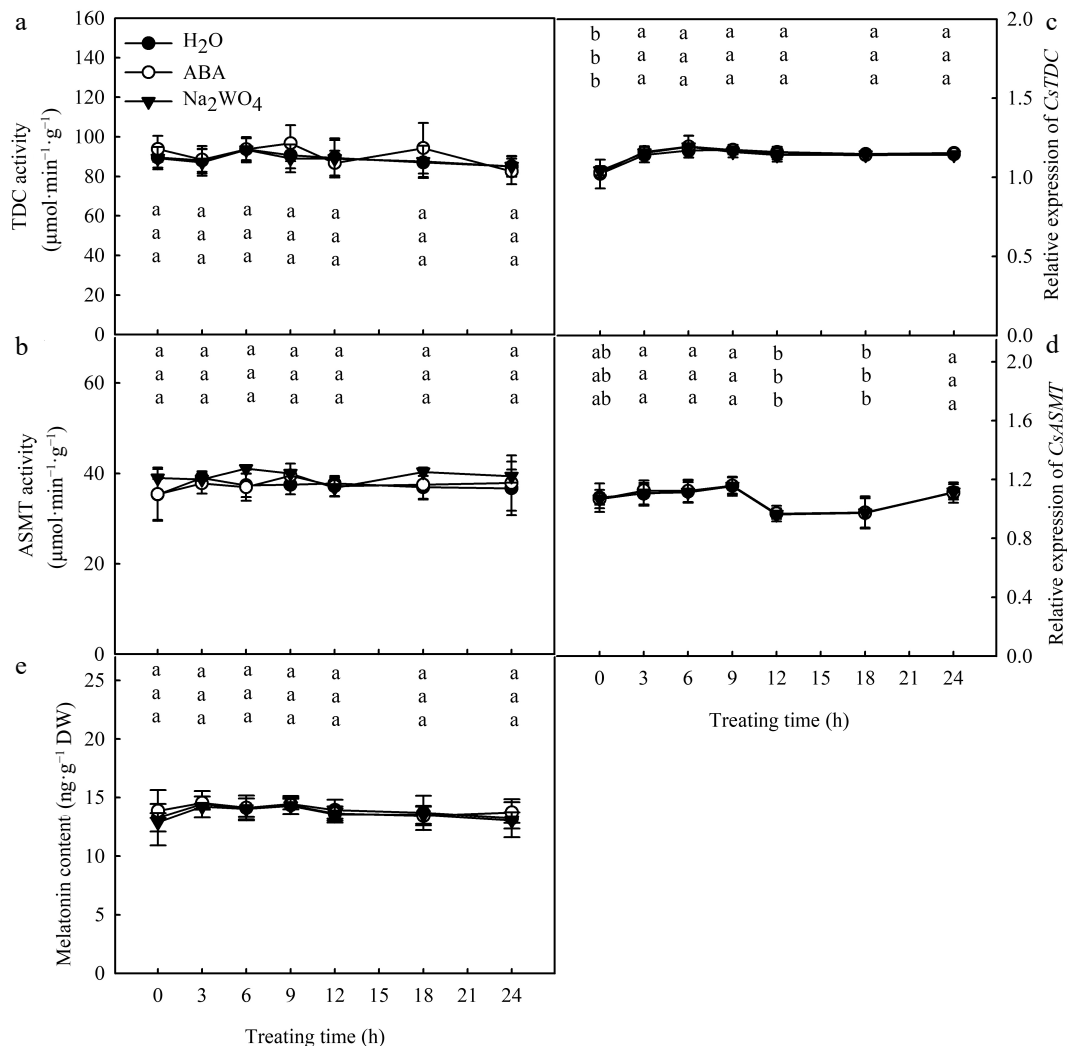 a
160
140
120
100
80
60
40
20
0
TDC activity
(μmol·min⁻¹·g⁻¹)
H₂O
ABA
Na₂WO₄
a a a a a a a
a a a a a a a
a a a a a a a
c
2.0
1.5
1.0
0.5
0.0
Relative expression of CsTDC
b a a a a a a
b a a a a a a
b a a a a a a
b
60
40
20
0
ASMT activity
(μmol·min⁻¹·g⁻¹)
a a a a a a a
a a a a a a a
a a a a a a a
d
2.0
1.6
1.2
0.8
0.4
0.0
Relative expression of CsASMT
ab a a a b b a
ab a a a b b a
ab a a a b b a
0 3 6 9 12 15 18 21 24
Treating time (h)
e
25
20
15
10
5
0
Melatonin content (ng·g⁻¹ DW)
a a a a a a a
a a a a a a a
a a a a a a a
0 3 6 9 12 15 18 21 24
Treating time (h)